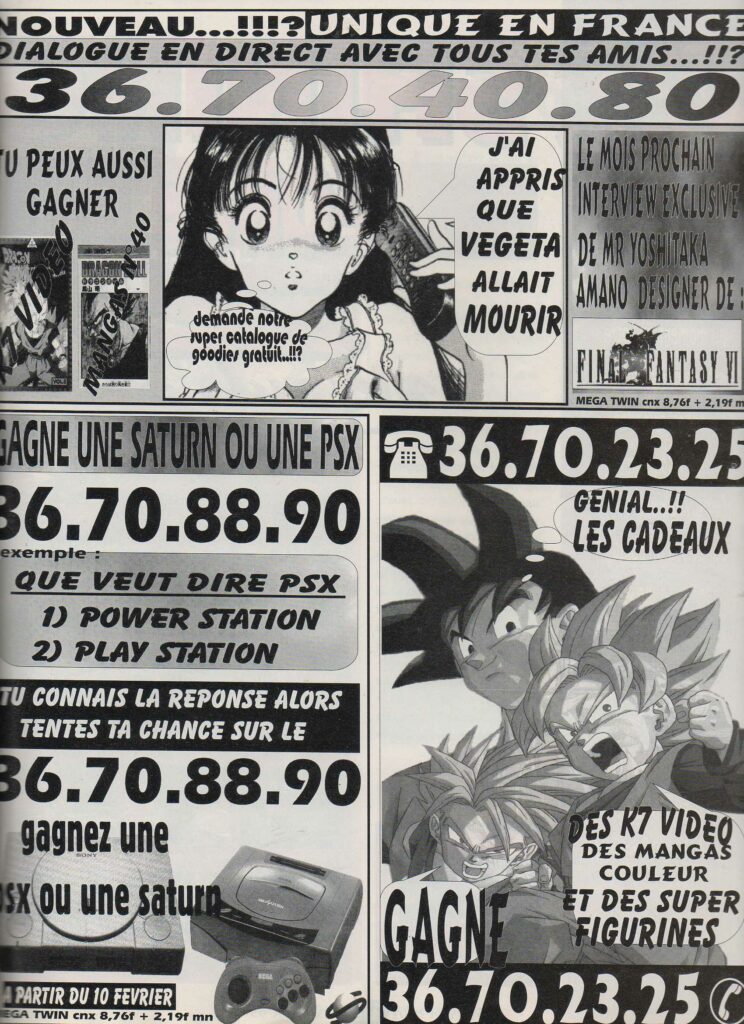 NOUVEAU...!!!? UNIQUE EN FRANCE
DIALOGUE EN DIRECT AVEC TOUS TES AMIS...!!?
36.70.40.80
TU PEUX AUSSI
GAGNER
K7 VIDEO
MANGAS N°40
DRAGON BALL
J'AI
APPRIS
QUE
VEGETA
ALLAIT
MOURIR
demande notre
super catalogue de
goodies gratuit..!!?
LE MOIS PROCHAIN
INTERVIEW EXCLUSIVE
DE MR YOSHITAKA
AMANO DESIGNER DE :
FINAL FANTASY VI
MEGA TWIN cnx 8,76f + 2,19f m
GAGNE UNE SATURN OU UNE PSX
36.70.88.90
exemple :
QUE VEUT DIRE PSX
1) POWER STATION
2) PLAY STATION
TU CONNAIS LA REPONSE ALORS
TENTES TA CHANCE SUR LE
36.70.88.90
gagnez une
psx ou une saturn
SONY
SEGA
A PARTIR DU 10 FEVRIER
MEGA TWIN cnx 8,76f + 2,19f mn
36.70.23.25
GENIAL..!!
LES CADEAUX
DES K7 VIDEO
DES MANGAS
COULEUR
ET DES SUPER
FIGURINES
GAGNE
36.70.23.25